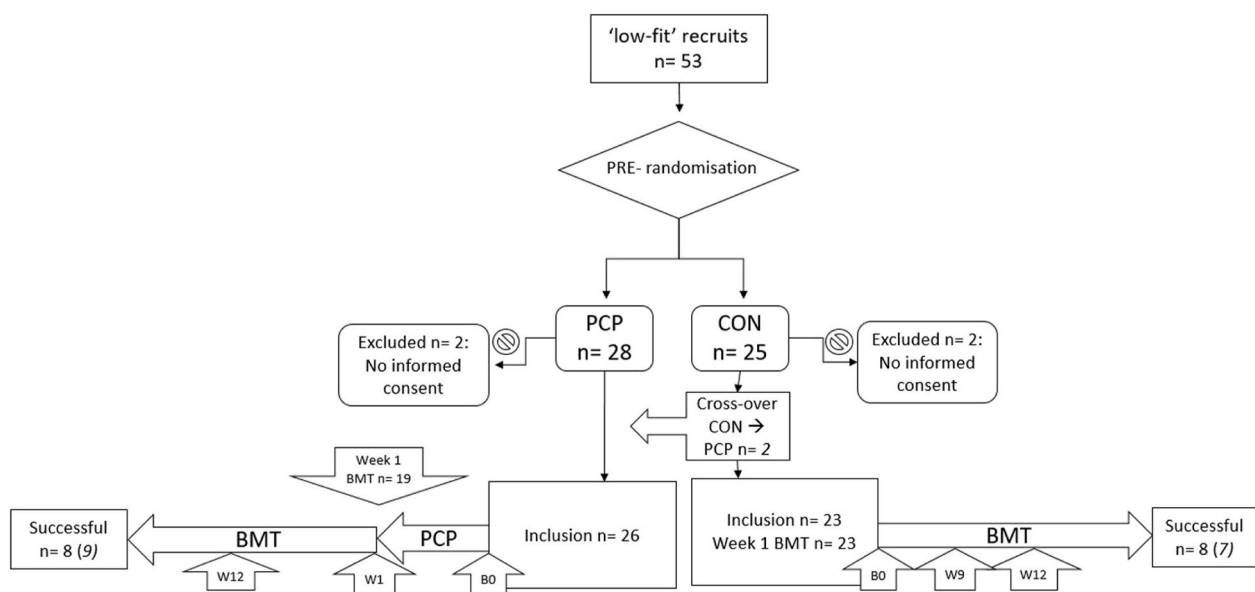 ‘low-fit’ recruits
n= 53
PRE- randomisation
PCP
n= 28
CON
n= 25
Excluded n= 2:
No informed
consent
Excluded n= 2:
No informed
consent
Cross-over
CON →
PCP n= 2
Week 1
BMT n= 19
Successful
n= 8 (9)
BMT
PCP
Inclusion n= 26
Inclusion n= 23
Week 1 BMT n= 23
BMT
Successful
n= 8 (7)
W12
W1
B0
B0
W9
W12